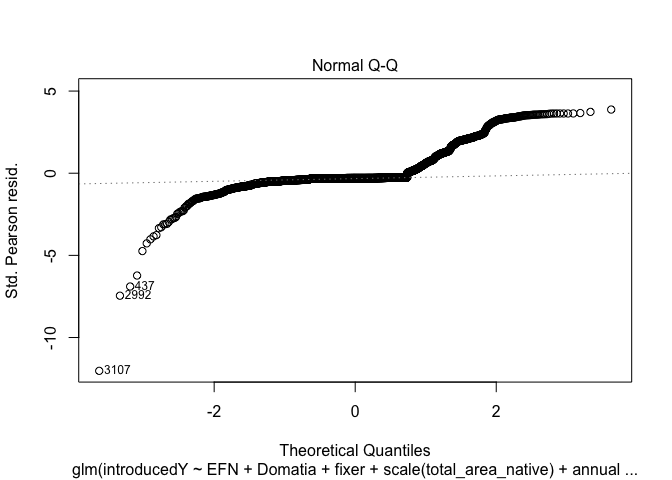 Normal Q-Q
Std. Pearson resid.
5
0
-5
-10
437
2992
3107
-2
0
2
Theoretical Quantiles
glm(introducedY ~ EFN + Domatia + fixer + scale(total_area_native) + annual ...